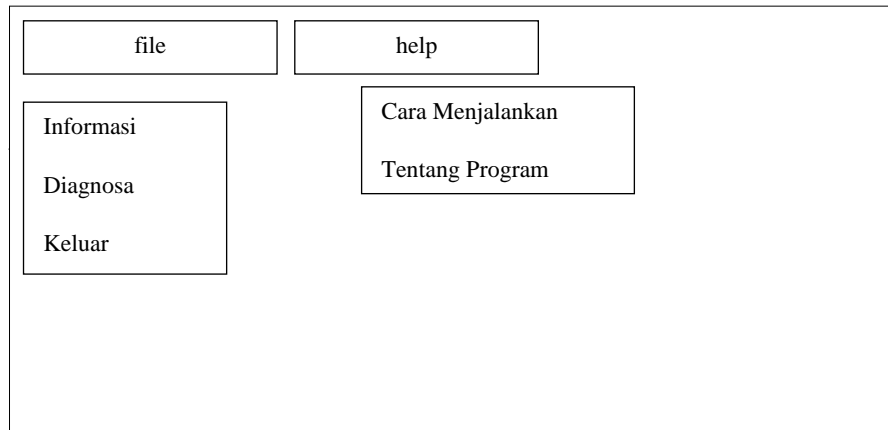 file
help
Informasi
Diagnosa
Keluar
Cara Menjalankan
Tentang Program